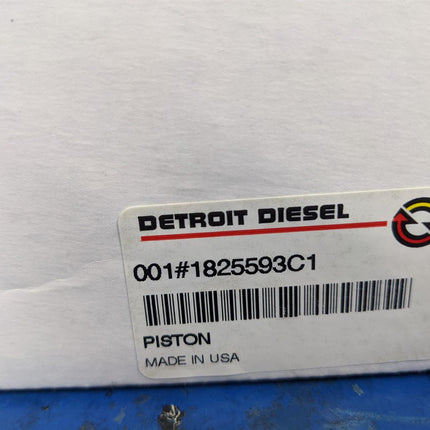 DETROIT DIESEL
001#1825593C1
PISTON
MADE IN USA